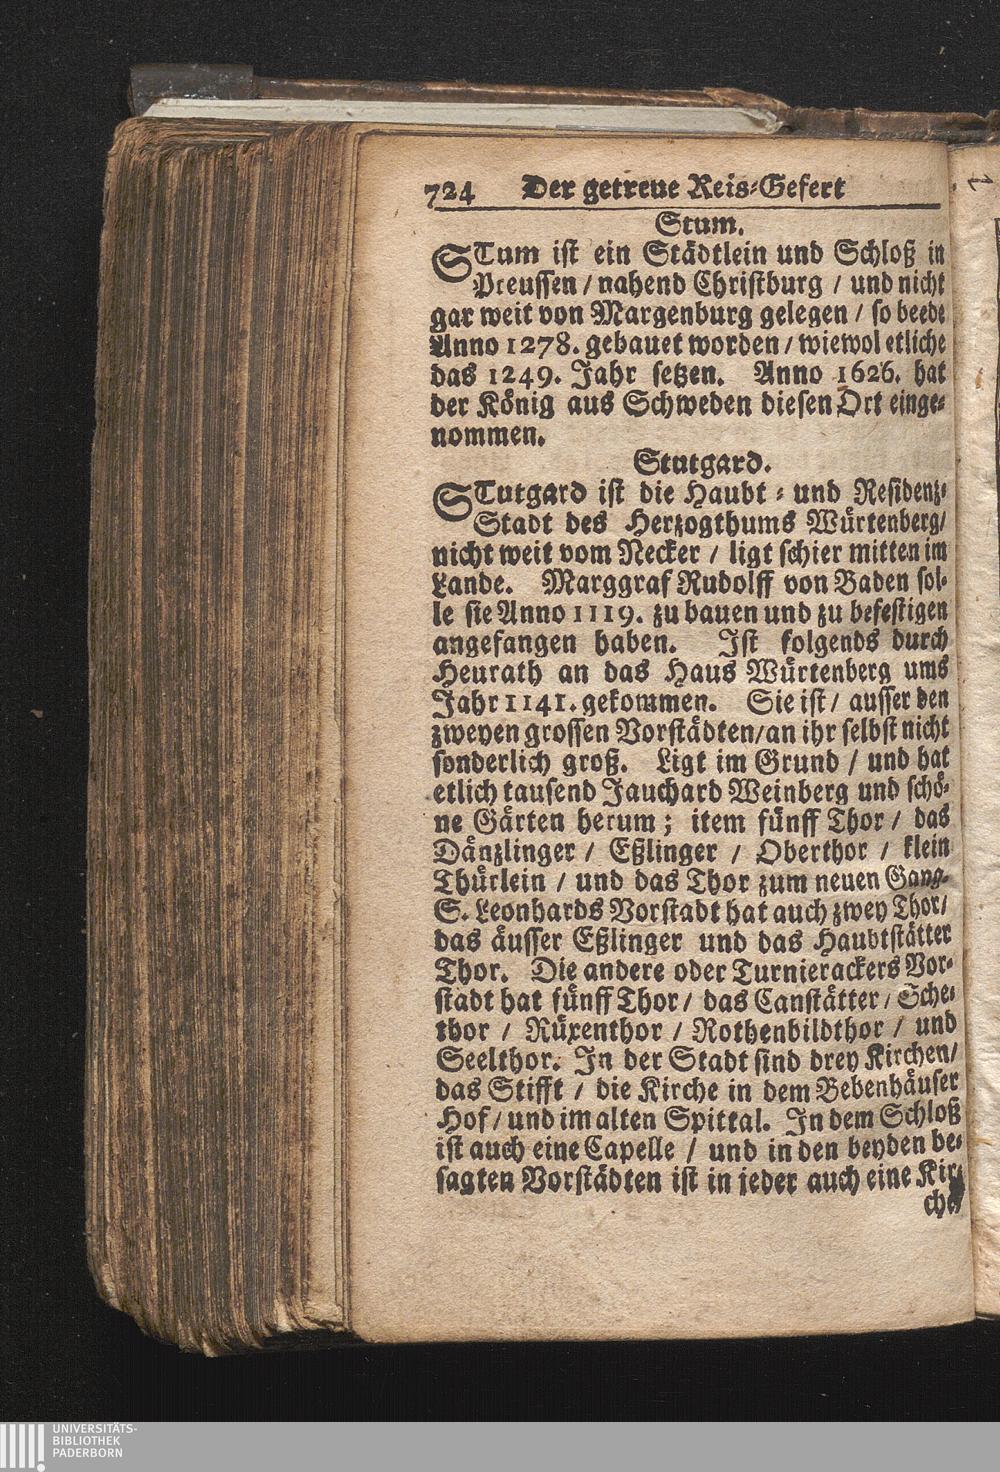 724 Der getreue Reis-Gefert
Stum.
STum ist ein Städtlein und Schloß in
Preussen / nahend Christburg / und nicht
gar weit von Margenburg gelegen / so beede
Anno 1278. gebauet worden / wiewol etliche
das 1249. Jahr setzen. Anno 1626. hat
der König aus Schweden diesen Ort einge-
nommen.
Stutgard.
STutgard ist die Haubt- und Residenz-
Stadt des Herzogthums Würtenberg/
nicht weit vom Necker / ligt schier mitten im
Lande. Marggraf Rudolff von Baden sol-
le sie Anno 1119. zu bauen und zu befestigen
angefangen haben. Ist folgends durch
Heurath an das Haus Würtenberg ums
Jahr 1141. gekommen. Sie ist / ausser den
zweyen grossen Vorstädten/an ihr selbst nicht
sonderlich groß. Ligt im Grund / und hat
etlich tausend Jauchard Weinberg und schö-
ne Gärten herum; item fünff Thor / das
Dänzlinger / Eßlinger / Oberthor / klein
Thürlein / und das Thor zum neuen Gang.
S. Leonhards Vorstadt hat auch zwey Thor/
das äusser Eßlinger und das Haubtstätter
Thor. Die andere oder Turnierackers Vor-
stadt hat fünff Thor / das Canstätter / Sche-
thor / Rüxenthor / Rothenbildthor / und
Seelthor. In der Stadt sind drey Kirchen/
das Stifft / die Kirche in dem Bebenhäuser
Hof / und im alten Spittal. In dem Schloß
ist auch eine Capelle / und in den beyden be-
sagten Vorstädten ist in jeder auch eine Kir-
che
UNIVERSITÄTS-
BIBLIOTHEK
PADERBORN